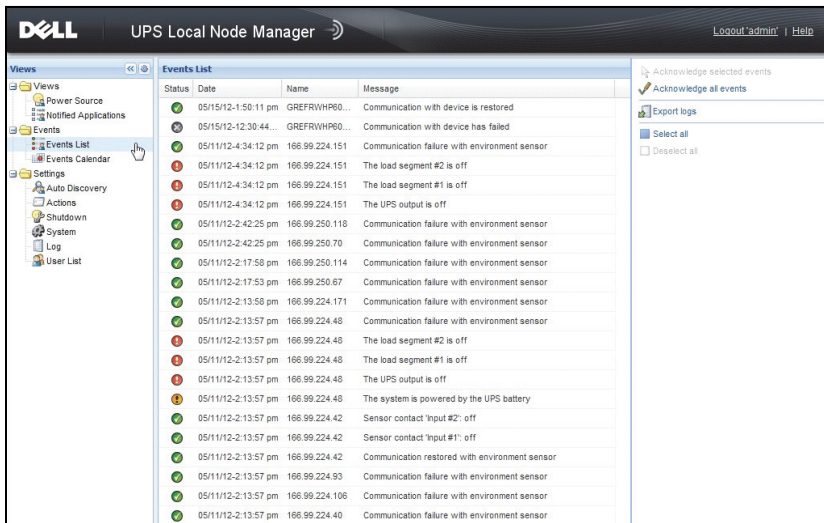 DELL UPS Local Node Manager Logout 'admin' | Help
Views
Views
Power Source
Notified Applications
Events
Events List
Events Calendar
Settings
Auto Discovery
Actions
Shutdown
System
Log
User List
Events List
Status Date Name Message
05/15/12-1:50:11 pm GREFRWHP60... Communication with device is restored
05/15/12-12:30:44... GREFRWHP60... Communication with device has failed
05/11/12-4:34:12 pm 166.99.224.151 Communication failure with environment sensor
05/11/12-4:34:12 pm 166.99.224.151 The load segment #2 is off
05/11/12-4:34:12 pm 166.99.224.151 The load segment #1 is off
05/11/12-4:34:12 pm 166.99.224.151 The UPS output is off
05/11/12-2:42:25 pm 166.99.250.118 Communication failure with environment sensor
05/11/12-2:42:25 pm 166.99.250.70 Communication failure with environment sensor
05/11/12-2:17:58 pm 166.99.250.114 Communication failure with environment sensor
05/11/12-2:17:53 pm 166.99.250.67 Communication failure with environment sensor
05/11/12-2:13:58 pm 166.99.224.171 Communication failure with environment sensor
05/11/12-2:13:57 pm 166.99.224.48 Communication failure with environment sensor
05/11/12-2:13:57 pm 166.99.224.48 The load segment #2 is off
05/11/12-2:13:57 pm 166.99.224.48 The load segment #1 is off
05/11/12-2:13:57 pm 166.99.224.48 The UPS output is off
05/11/12-2:13:57 pm 166.99.224.48 The system is powered by the UPS battery
05/11/12-2:13:57 pm 166.99.224.42 Sensor contact 'Input #2': off
05/11/12-2:13:57 pm 166.99.224.42 Sensor contact 'Input #1': off
05/11/12-2:13:57 pm 166.99.224.42 Communication restored with environment sensor
05/11/12-2:13:57 pm 166.99.224.93 Communication failure with environment sensor
05/11/12-2:13:57 pm 166.99.224.106 Communication failure with environment sensor
05/11/12-2:13:57 pm 166.99.224.40 Communication failure with environment sensor
Acknowledge selected events
Acknowledge all events
Export logs
Select all
Deselect all